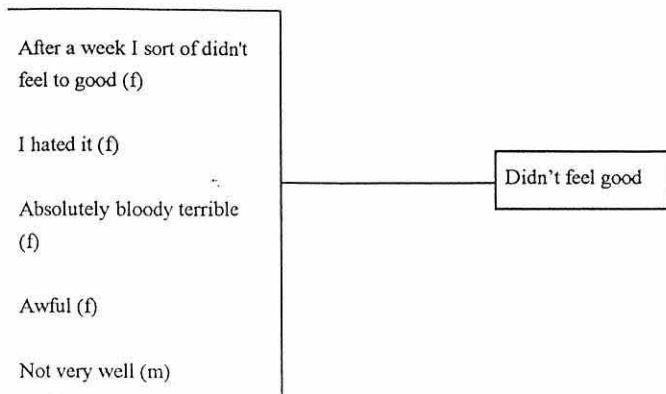 After a week I sort of didn't
feel to good (f)
I hated it (f)
Absolutely bloody terrible
(f)
Awful (f)
Not very well (m)
Didn't feel good